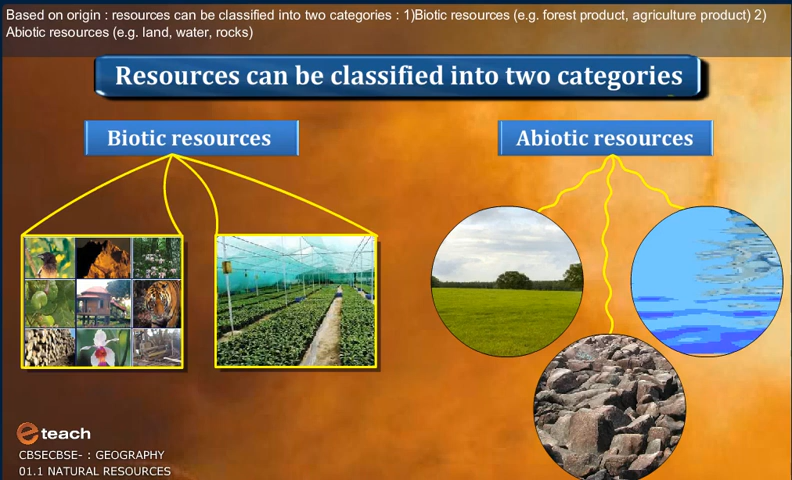 Based on origin : resources can be classified into two categories : 1)Biotic resources (e.g. forest product, agriculture product) 2)
Abiotic resources (e.g. land, water, rocks)
Resources can be classified into two categories
Biotic resources
Abiotic resources
e teach
CBSECBSE- : GEOGRAPHY
01.1 NATURAL RESOURCES